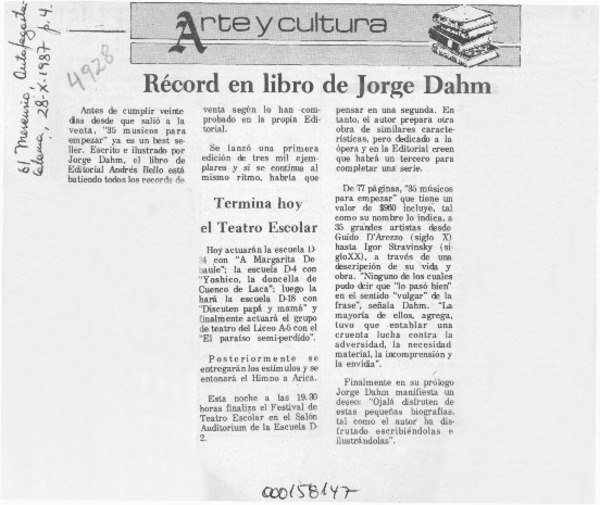 Arte y cultura
El Mercurio, Antofagasta-
Calama, 28-X-1987 p. 4.
4928
Récord en libro de Jorge Dahm
Antes de cumplir veinte
días desde que salió a la
venta, "35 musicos para
empezar" ya es un best se-
ller. Escrito e ilustrado por
Jorge Dahm, el libro de
Editorial Andrés Bello está
batiendo todos los records de
venta según lo han com-
probado en la propia Edi-
torial.
Se lanzó una primera
edición de tres mil ejem-
plares y si se continua al
mismo ritmo, habría que
pensar en una segunda. En
tanto, el autor prepara otra
obra de similares caracte-
rísticas, pero dedicado a la
ópera y en la Editorial creen
que habrá un tercero para
completar una serie.
De 77 páginas, "35 músicos
para empezar" que tiene un
valor de $960 incluye, tal
como su nombre lo indica, a
35 grandes artistas desde
Guido D'Arezzo (siglo X)
hasta Igor Stravinsky (si-
gloXX), a través de una
descripción de su vida y
obra. "Ninguno de los cuales
pudo dcir que "lo pasó bien"
en el sentido "vulgar" de la
frase", señala Dahm. "La
mayoría de ellos, agrega,
tuvo que entablar una
cruenta lucha contra la
adversidad, la necesidad
material, la incomprensión y
la envidia".
Finalmente en su prólogo
Jorge Dahm manifiesta un
deseo: "Ojalá disfruten de
estas pequeñas biografías,
tal como el autor ha dis-
frutado escribiéndolas e
ilustrándolas".
Termina hoy
el Teatro Escolar
Hoy actuarán la escuela D-
24 con "A Margarita De-
baule"; la escuela D-4 con
"Yoshico, la doncella de
Cuenco de Laca"; luego la
hará la escuela D-18 con
"Discuten papá y mamá" y
finalmente actuará el grupo
de teatro del Liceo A-5 con el
"El paraíso semi-perdido".
Posteriormente se
entregarán los estímulos y se
entonará el Himno a Arica.
Esta noche a las 19.30
horas finaliza el Festival de
Teatro Escolar en el Salón
Auditorium de la Escuela D-
2.
000158147